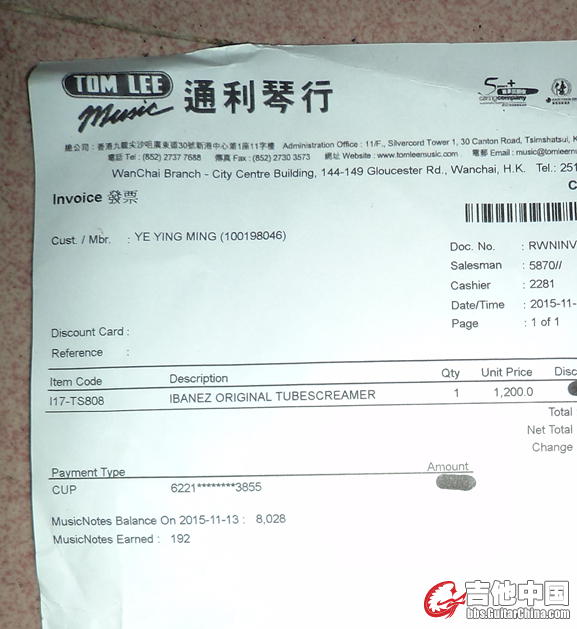 TOM LEE
Music 通利琴行
5+ caringcompany
總公司：香港九龍尖沙咀廣東道30號新港中心第1座11字樓 Administration Office : 11/F., Silvercord Tower 1, 30 Canton Road, Tsimshatsui, K
電話 Tel : (852) 2737 7688 傳真 Fax : (852) 2730 3573 網址 Website : www.tomleemusic.com 電郵 Email : music@tomleem
WanChai Branch - City Centre Building, 144-149 Gloucester Rd., Wanchai, H.K. Tel.: 251
Invoice 發票
Cust. / Mbr. : YE YING MING (100198046)
Doc. No. : RWNINV
Salesman : 5870//
Cashier : 2281
Date/Time : 2015-11-
Page : 1 of 1
Discount Card :
Reference :
Item Code Description Qty Unit Price Disc
I17-TS808 IBANEZ ORIGINAL TUBESCREAMER 1 1,200.0
Total
Net Total
Change
Payment Type Amount
CUP 6221********3855
MusicNotes Balance On 2015-11-13 : 8,028
MusicNotes Earned : 192
吉他中国
bbs.GuitarChina.com